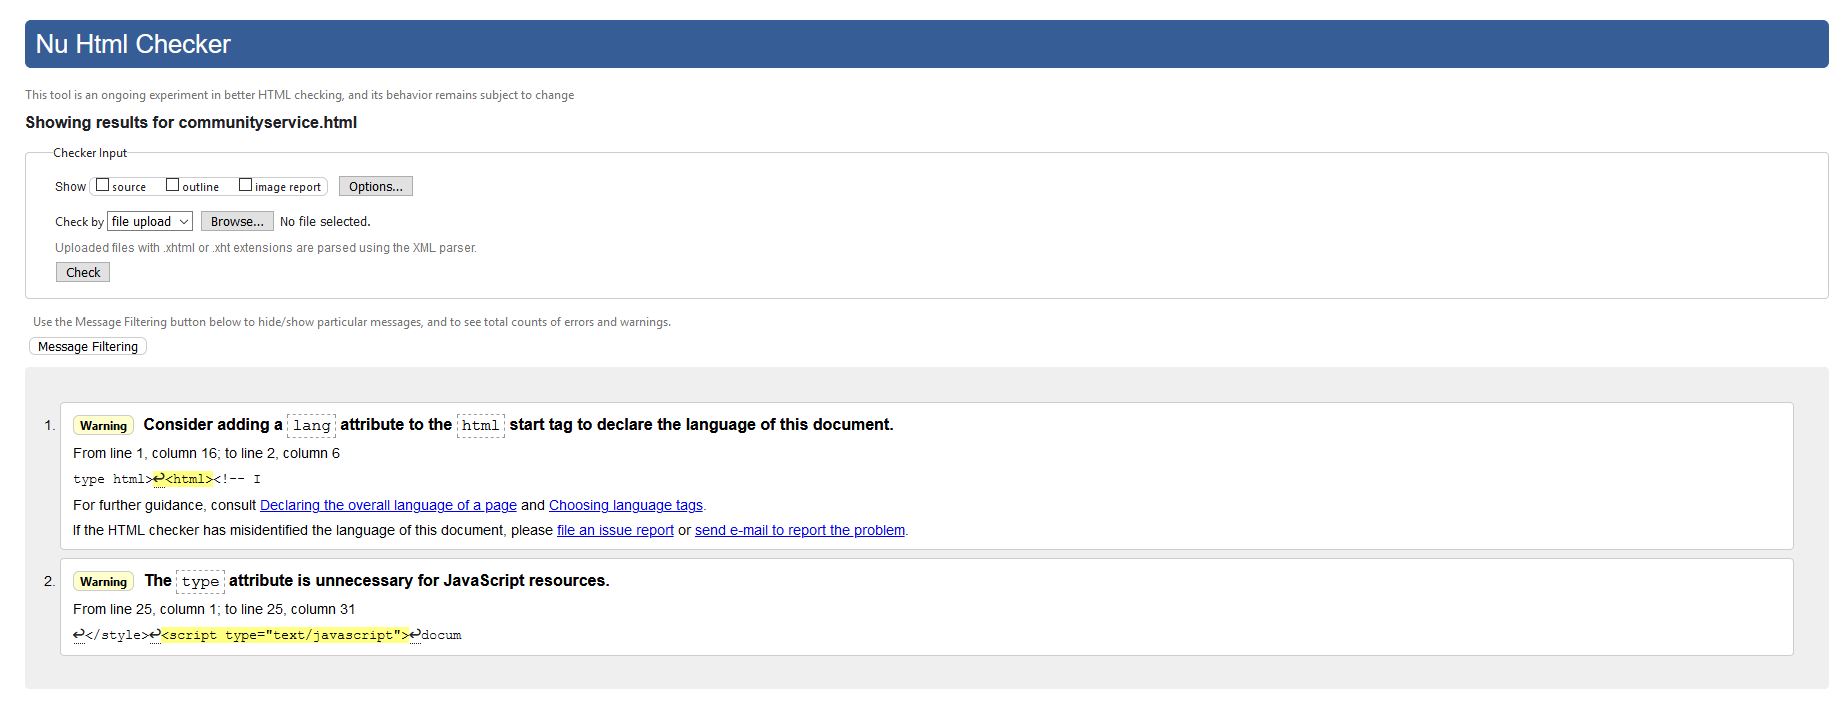 Nu Html Checker
This tool is an ongoing experiment in better HTML checking, and its behavior remains subject to change
Showing results for communityservice.html
Checker Input
Show source outline image report Options...
Check by file upload Browse... No file selected.
Uploaded files with .xhtml or .xht extensions are parsed using the XML parser.
Check
Use the Message Filtering button below to hide/show particular messages, and to see total counts of errors and warnings.
Message Filtering
1. Warning Consider adding a lang attribute to the html start tag to declare the language of this document.
From line 1, column 16; to line 2, column 6
type html>↩<html><!-- I
For further guidance, consult Declaring the overall language of a page and Choosing language tags.
If the HTML checker has misidentified the language of this document, please file an issue report or send e-mail to report the problem.
2. Warning The type attribute is unnecessary for JavaScript resources.
From line 25, column 1; to line 25, column 31
↩</style>↩<script type="text/javascript">↩docum